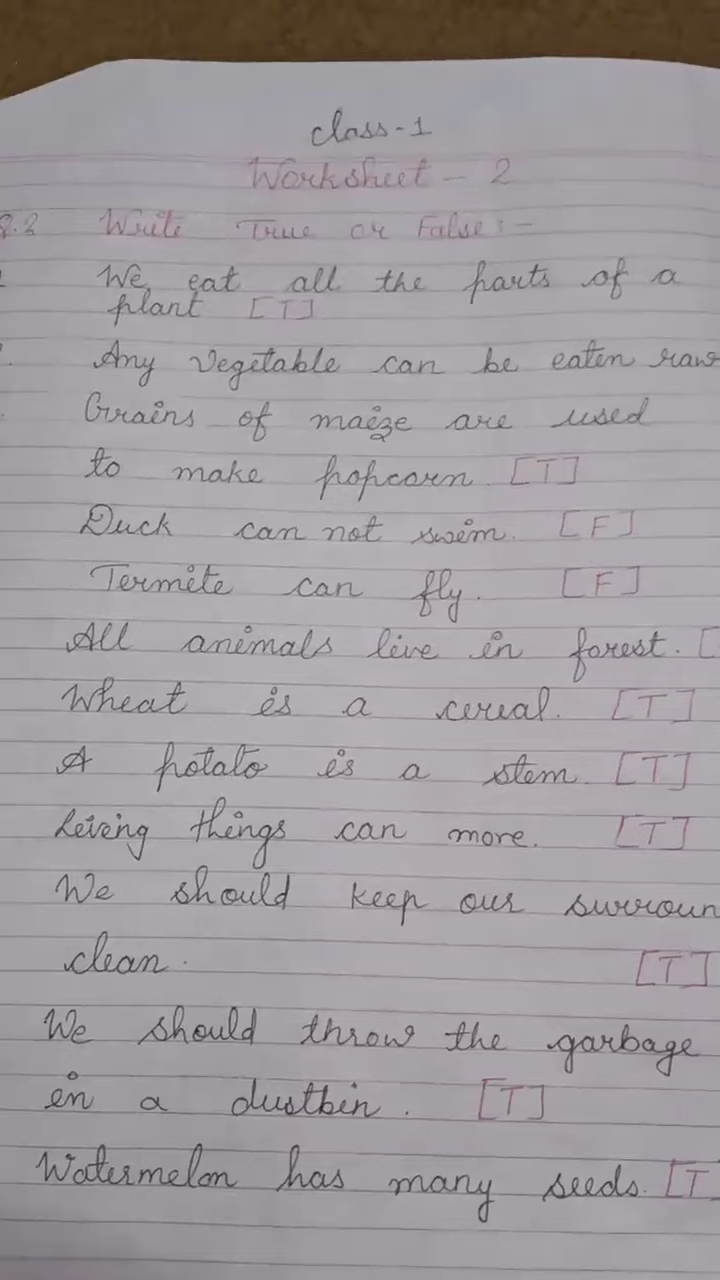 class-1
Worksheet - 2
Write True or False:-
We eat all the parts of a
plant [T]
Any vegetable can be eaten raw
Grains of maize are used
to make popcorn [T]
Duck can not swim. [F]
Termite can fly. [F]
All animals live in forest. [
Wheat is a cereal. [T]
A potato is a stem [T]
Living things can more. [T]
We should keep our surroun
clean. [T]
We should throw the garbage
in a dustbin. [T]
Watermelon has many seeds. [T